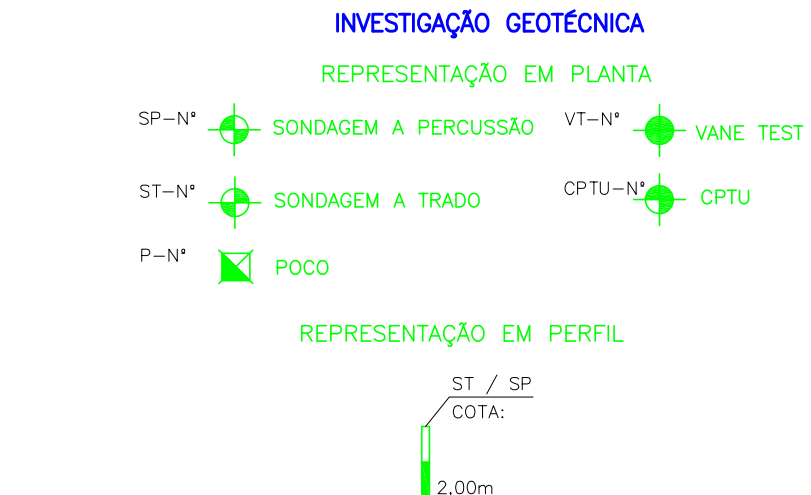 INVESTIGAÇÃO GEOTÉCNICA
REPRESENTAÇÃO EM PLANTA
SP-Nº SONDAGEM A PERCUSSÃO
VT-Nº VANE TEST
ST-Nº SONDAGEM A TRADO
CPTU-Nº CPTU
P-Nº POCO
REPRESENTAÇÃO EM PERFIL
ST / SP
COTA:
2.00m